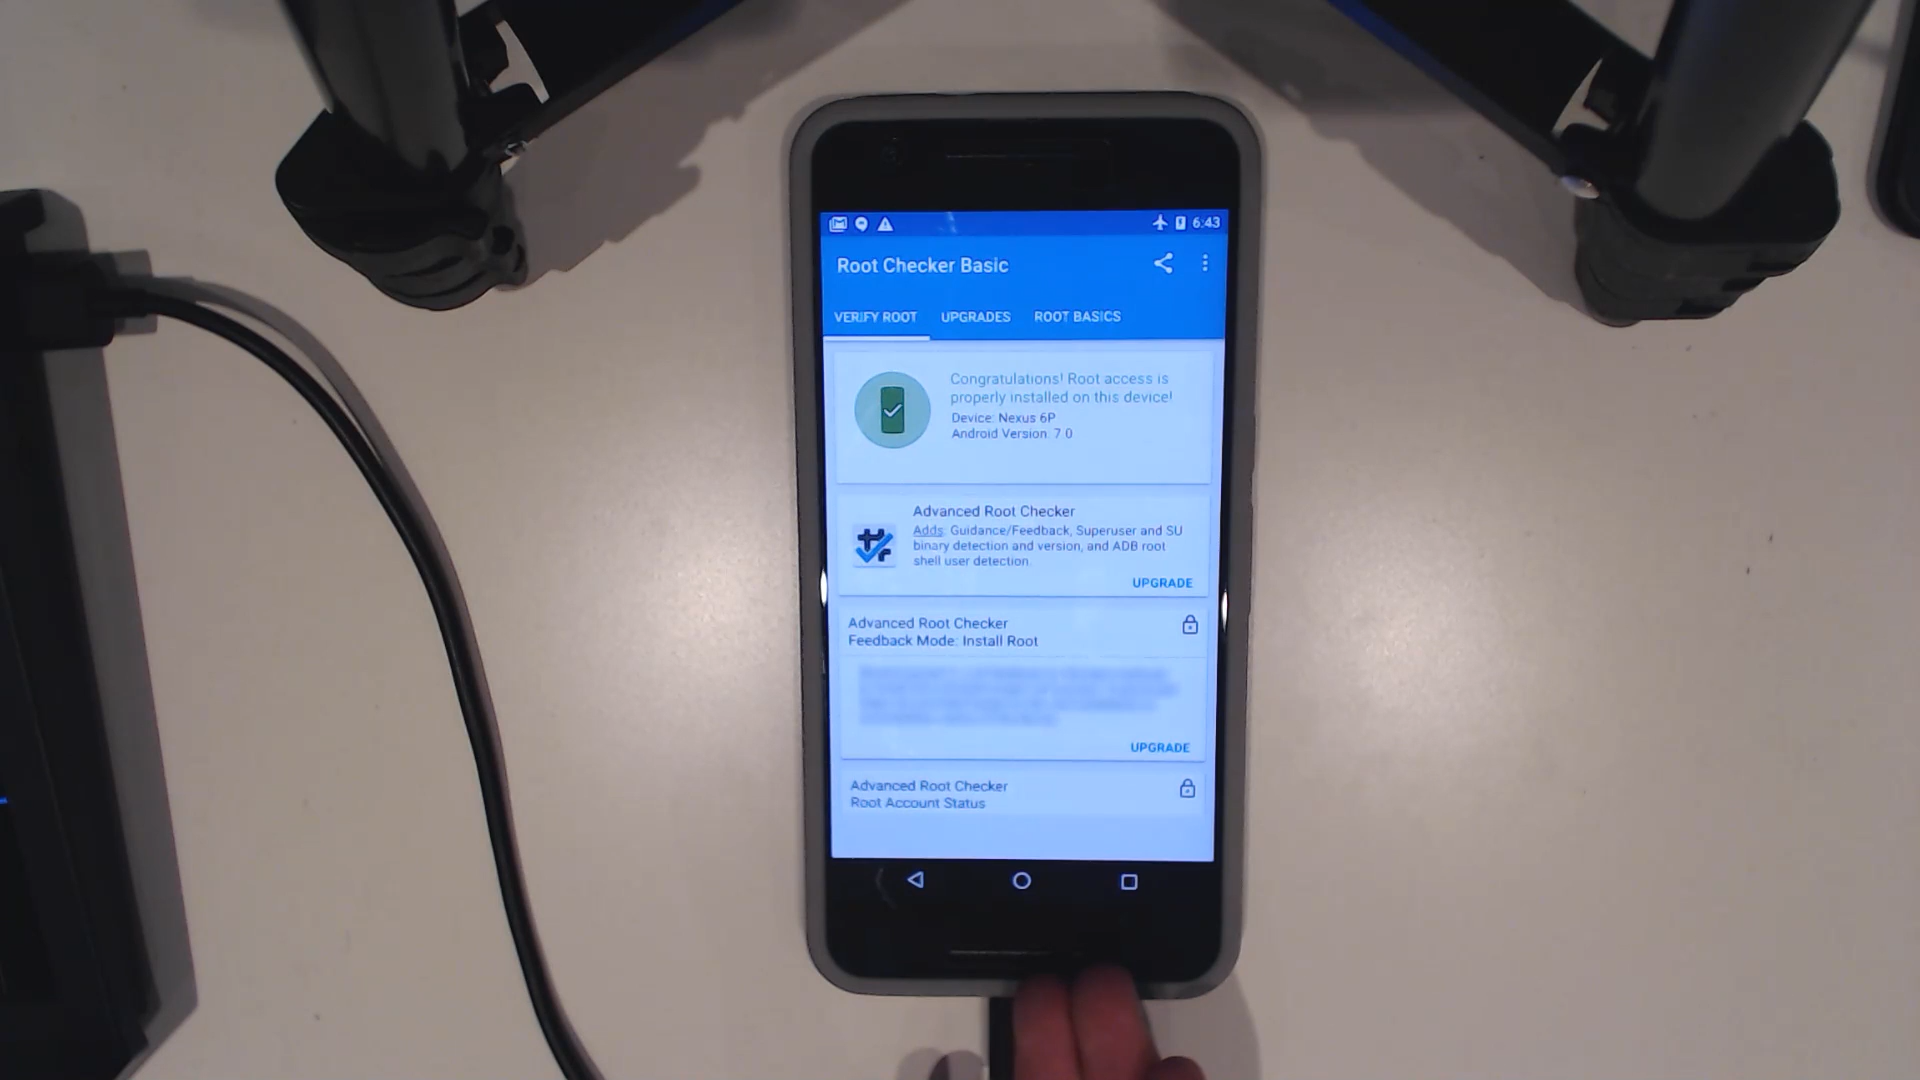 6:43
Root Checker Basic
VERIFY ROOT UPGRADES ROOT BASICS
Congratulations! Root access is
properly installed on this device!
Device: Nexus 6P
Android Version: 7.0
Advanced Root Checker
Adds: Guidance/Feedback, Superuser and SU
binary detection and version, and ADB root
shell user detection.
UPGRADE
Advanced Root Checker
Feedback Mode: Install Root
UPGRADE
Advanced Root Checker
Root Account Status